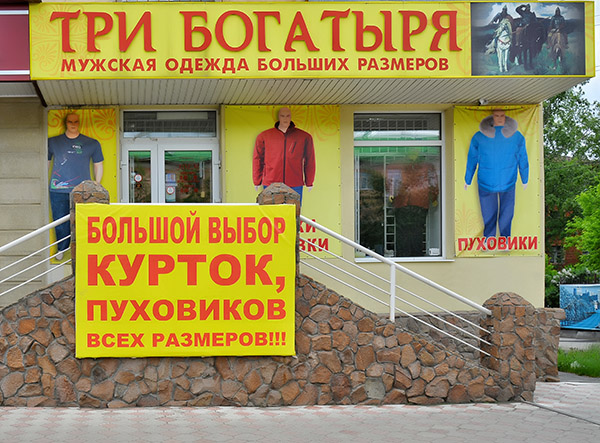 ТРИ БОГАТЫРЯ
МУЖСКАЯ ОДЕЖДА БОЛЬШИХ РАЗМЕРОВ
ПУХОВИКИ
БОЛЬШОЙ ВЫБОР
КУРТОК,
ПУХОВИКОВ
ВСЕХ РАЗМЕРОВ!!!